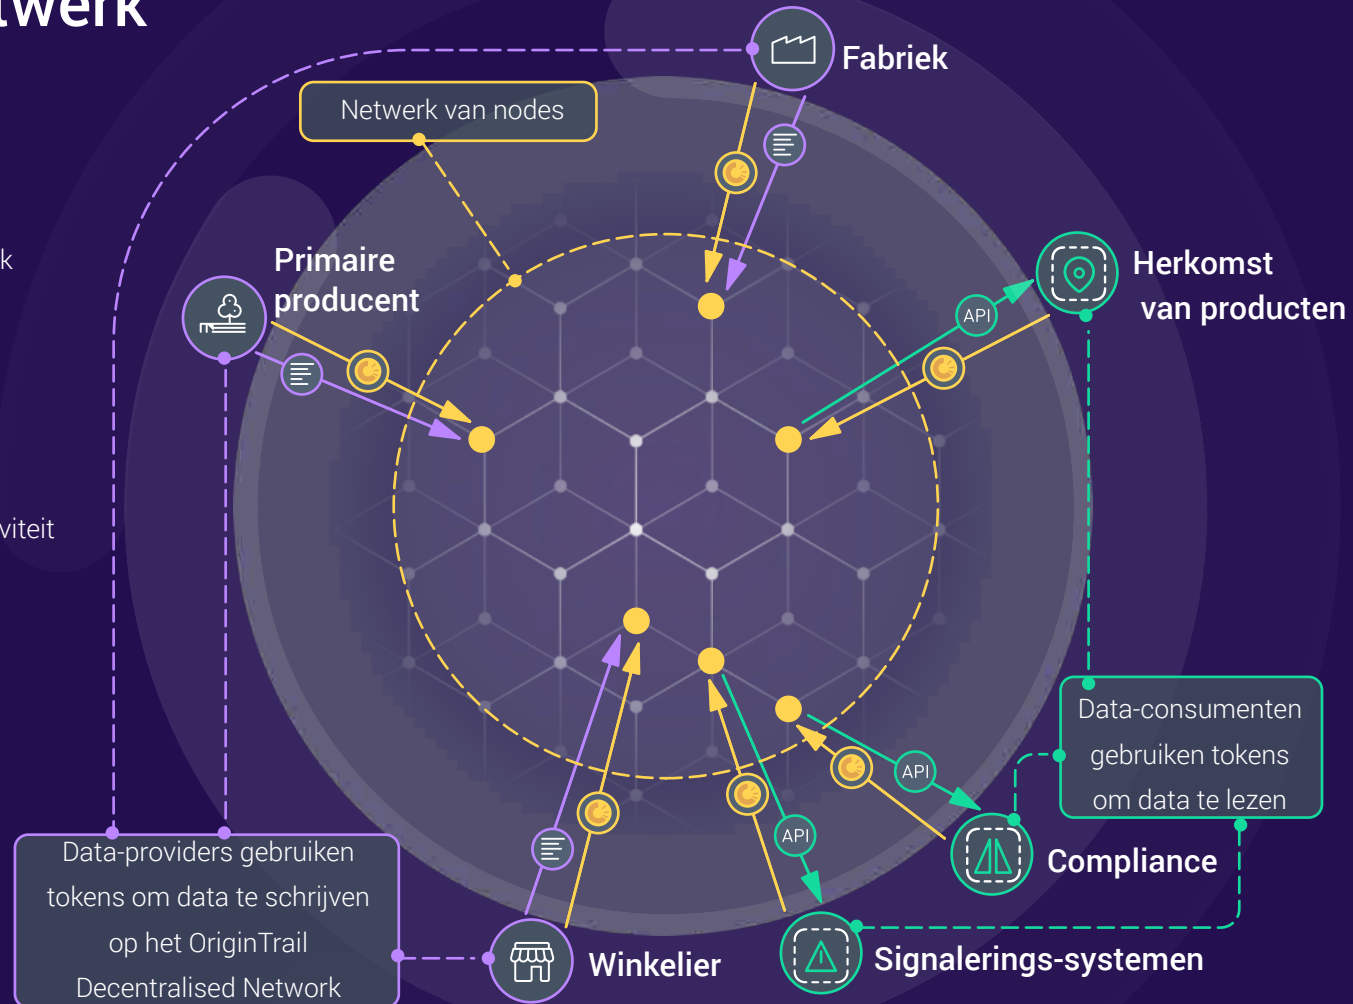 twerk
Fabriek
Netwerk van nodes
k
Primaire
producent
Herkomst
van producten
API
viteit
Data-consumenten
gebruiken tokens
om data te lezen
API
API
Compliance
Data-providers gebruiken
tokens om data te schrijven
op het OriginTrail
Decentralised Network
Winkelier
Signalerings-systemen